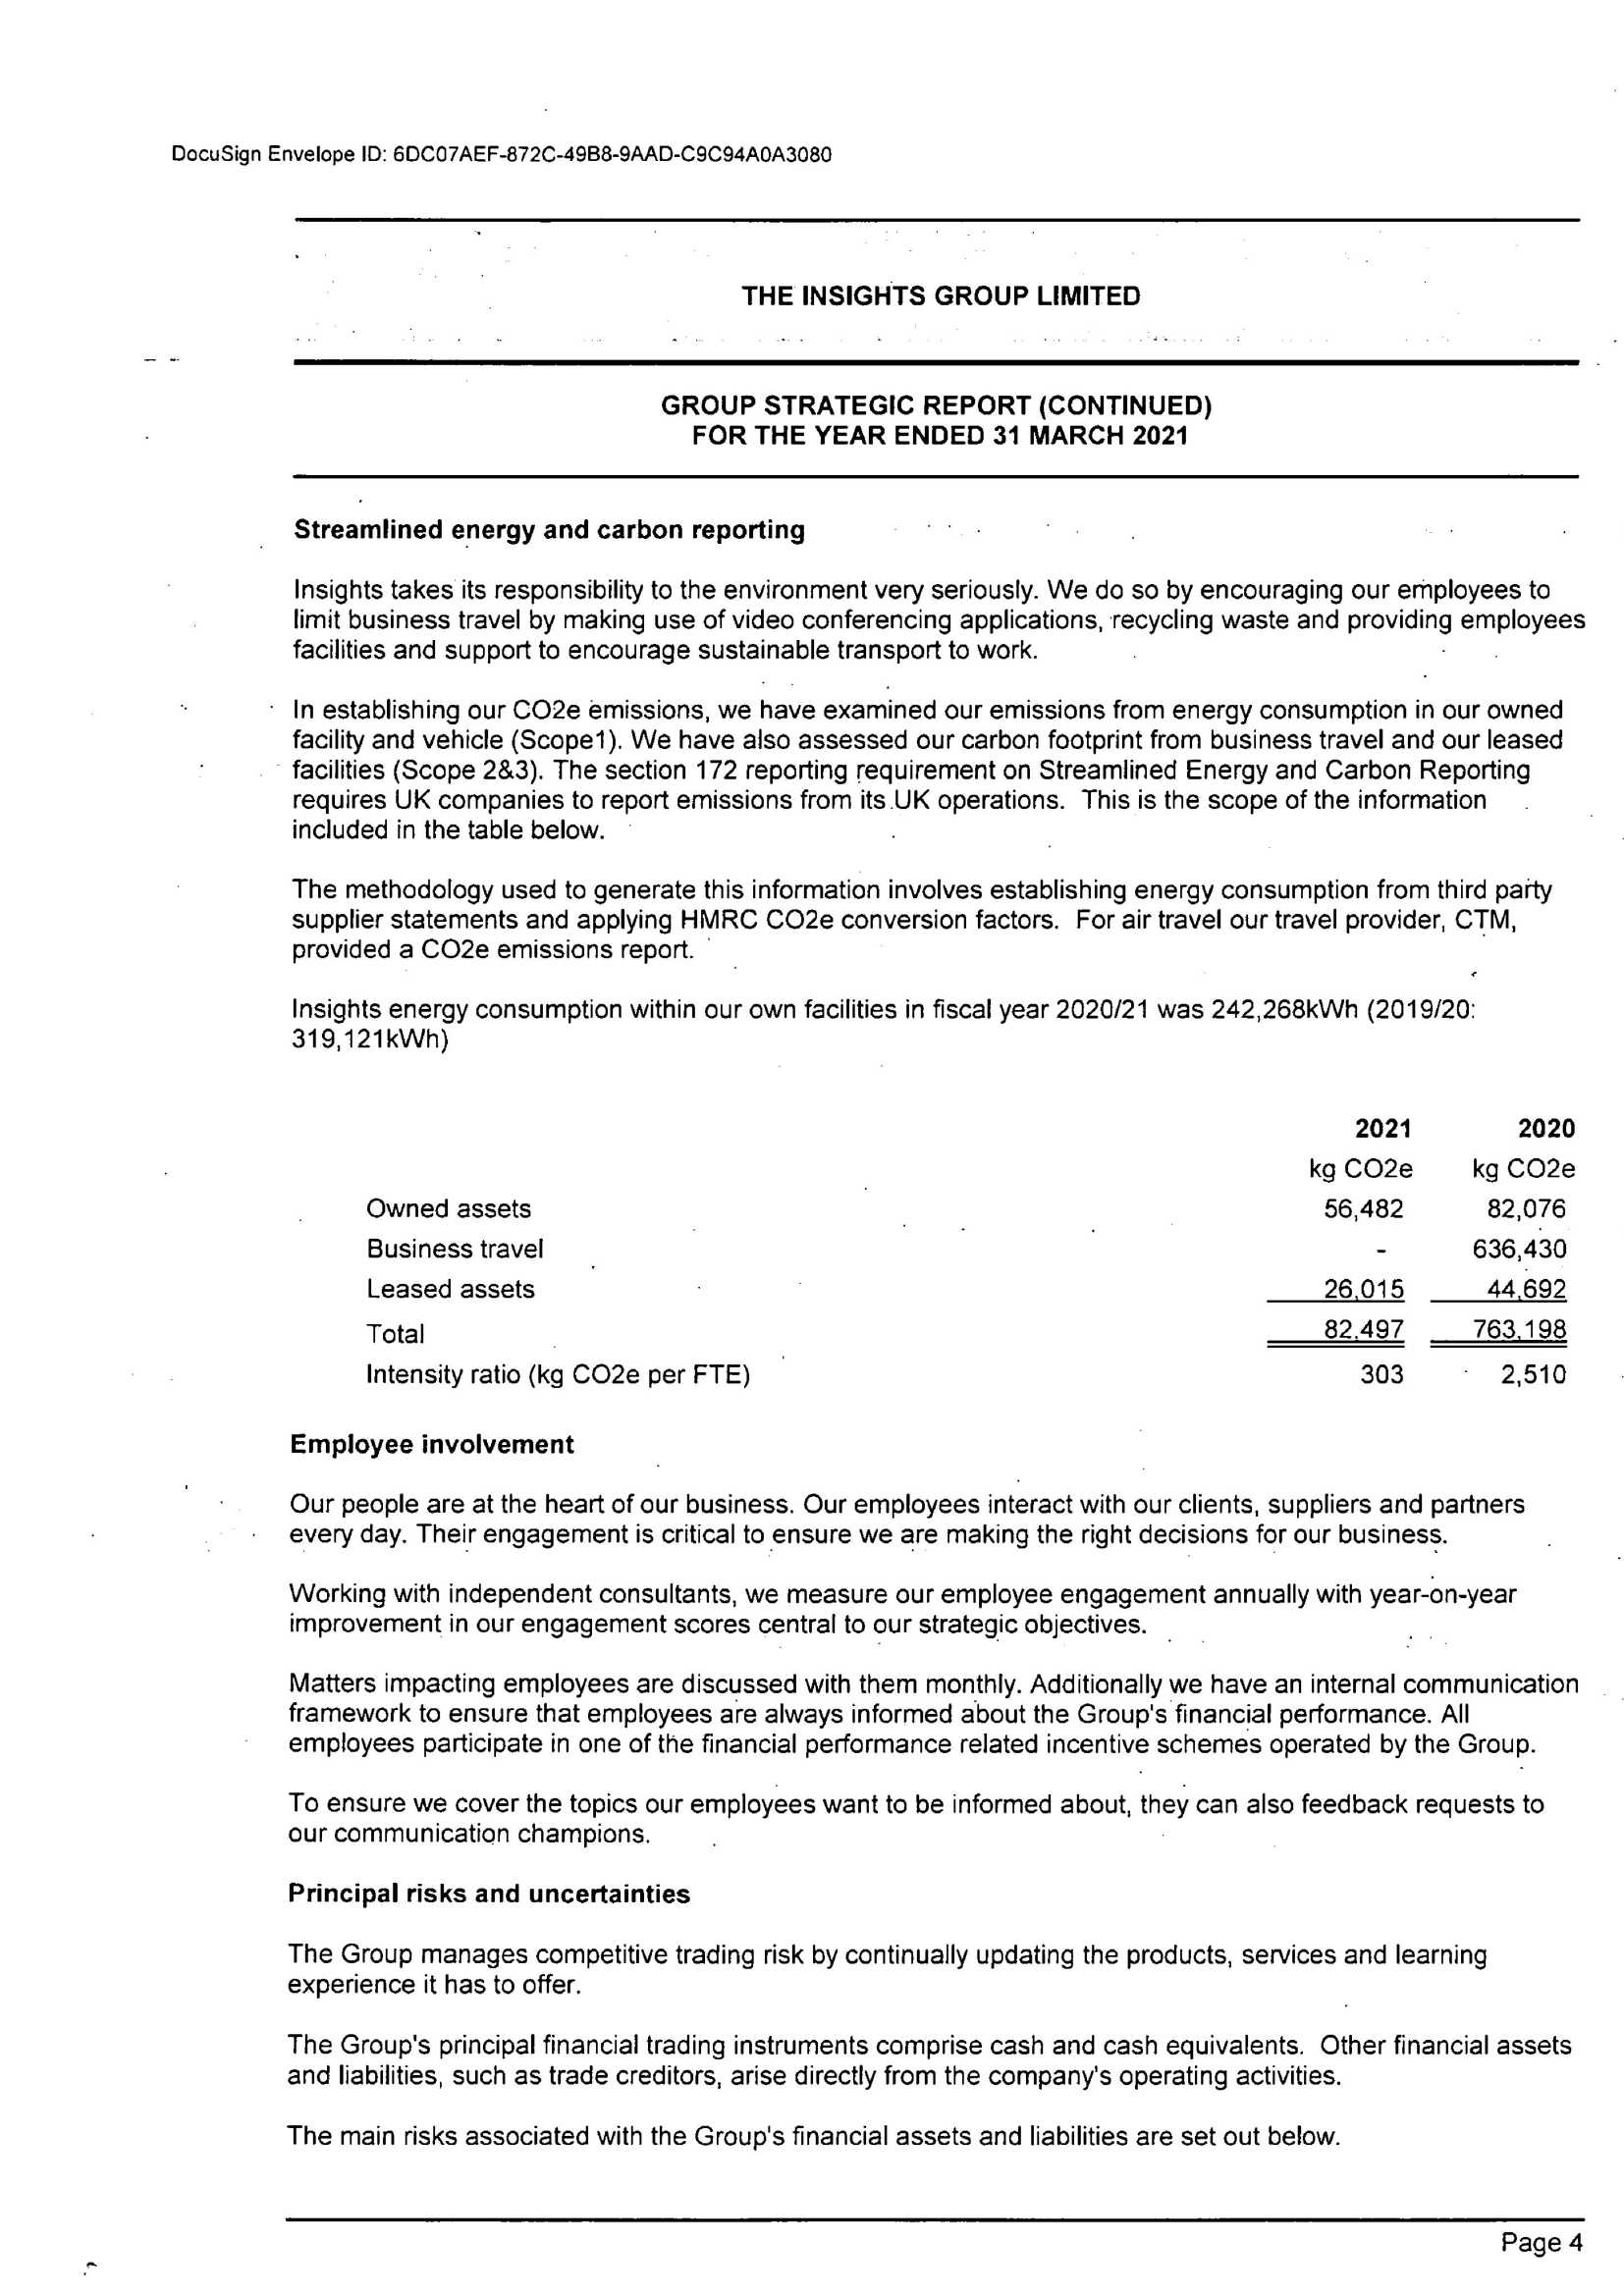 DocuSign Envelope ID: 6DC07AEF-872C-49B8-9AAD-C9C94A0A3080
THE INSIGHTS GROUP LIMITED
GROUP STRATEGIC REPORT (CONTINUED)
FOR THE YEAR ENDED 31 MARCH 2021
Streamlined energy and carbon reporting
Insights takes its responsibility to the environment very seriously. We do so by encouraging our employees to
limit business travel by making use of video conferencing applications, recycling waste and providing employees
facilities and support to encourage sustainable transport to work.
In establishing our CO2e emissions, we have examined our emissions from energy consumption in our owned
facility and vehicle (Scope1). We have also assessed our carbon footprint from business travel and our leased
facilities (Scope 2&3). The section 172 reporting requirement on Streamlined Energy and Carbon Reporting
requires UK companies to report emissions from its UK operations. This is the scope of the information
included in the table below.
The methodology used to generate this information involves establishing energy consumption from third party
supplier statements and applying HMRC CO2e conversion factors. For air travel our travel provider, CTM,
provided a CO2e emissions report.
Insights energy consumption within our own facilities in fiscal year 2020/21 was 242,268kWh (2019/20:
319,121kWh)
2021 2020
kg CO2e kg CO2e
Owned assets 56,482 82,076
Business travel - 636,430
Leased assets 26,015 44,692
Total 82,497 763,198
Intensity ratio (kg CO2e per FTE) 303 2,510
Employee involvement
Our people are at the heart of our business. Our employees interact with our clients, suppliers and partners
every day. Their engagement is critical to ensure we are making the right decisions for our business.
Working with independent consultants, we measure our employee engagement annually with year-on-year
improvement in our engagement scores central to our strategic objectives.
Matters impacting employees are discussed with them monthly. Additionally we have an internal communication
framework to ensure that employees are always informed about the Group's financial performance. All
employees participate in one of the financial performance related incentive schemes operated by the Group.
To ensure we cover the topics our employees want to be informed about, they can also feedback requests to
our communication champions.
Principal risks and uncertainties
The Group manages competitive trading risk by continually updating the products, services and learning
experience it has to offer.
The Group's principal financial trading instruments comprise cash and cash equivalents. Other financial assets
and liabilities, such as trade creditors, arise directly from the company's operating activities.
The main risks associated with the Group's financial assets and liabilities are set out below.
Page 4